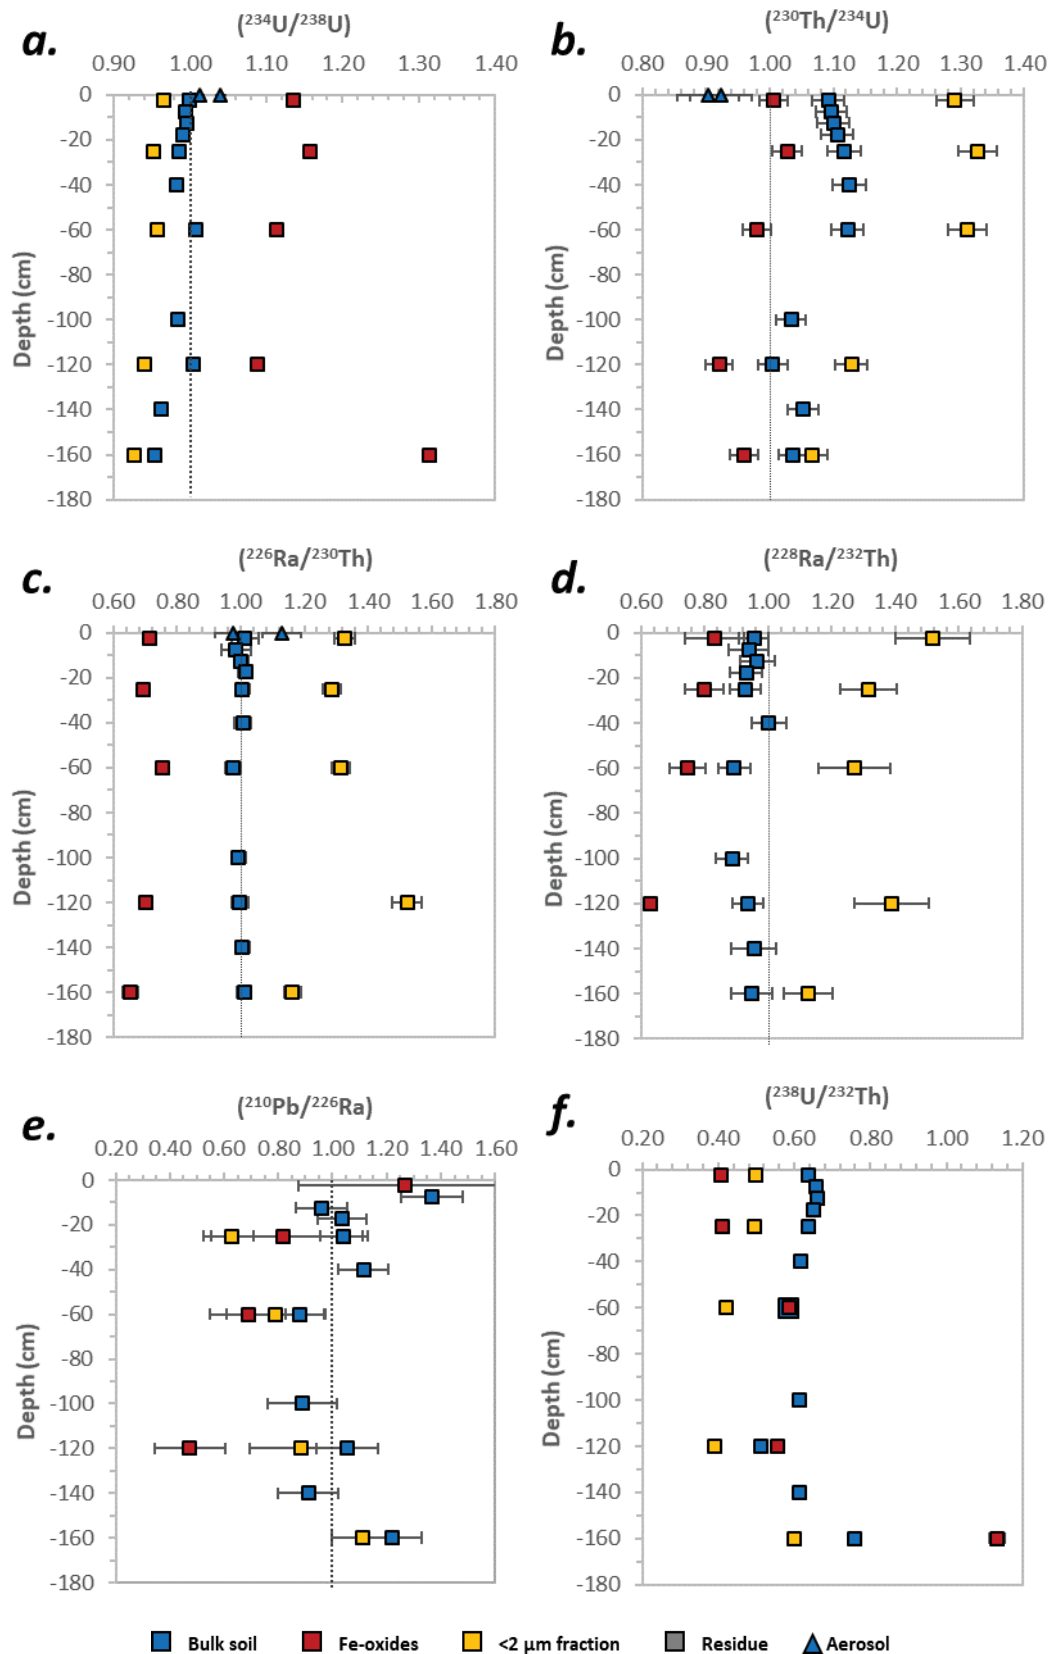 a.
(²³⁴U/²³⁸U)
0.90 1.00 1.10 1.20 1.30 1.40
0
-20
-40
-60
-80
-100
-120
-140
-160
-180
Depth (cm)
b.
(²³⁰Th/²³⁴U)
0.80 0.90 1.00 1.10 1.20 1.30 1.40
0
-20
-40
-60
-80
-100
-120
-140
-160
-180
Depth (cm)
c.
(²²⁶Ra/²³⁰Th)
0.60 0.80 1.00 1.20 1.40 1.60 1.80
0
-20
-40
-60
-80
-100
-120
-140
-160
-180
Depth (cm)
d.
(²²⁸Ra/²³²Th)
0.60 0.80 1.00 1.20 1.40 1.60 1.80
0
-20
-40
-60
-80
-100
-120
-140
-160
-180
Depth (cm)
e.
(²¹⁰Pb/²²⁶Ra)
0.20 0.40 0.60 0.80 1.00 1.20 1.40 1.60
0
-20
-40
-60
-80
-100
-120
-140
-160
-180
Depth (cm)
f.
(²³⁸U/²³²Th)
0.20 0.40 0.60 0.80 1.00 1.20
0
-20
-40
-60
-80
-100
-120
-140
-160
-180
Depth (cm)
Bulk soil Fe-oxides <2 µm fraction Residue Aerosol